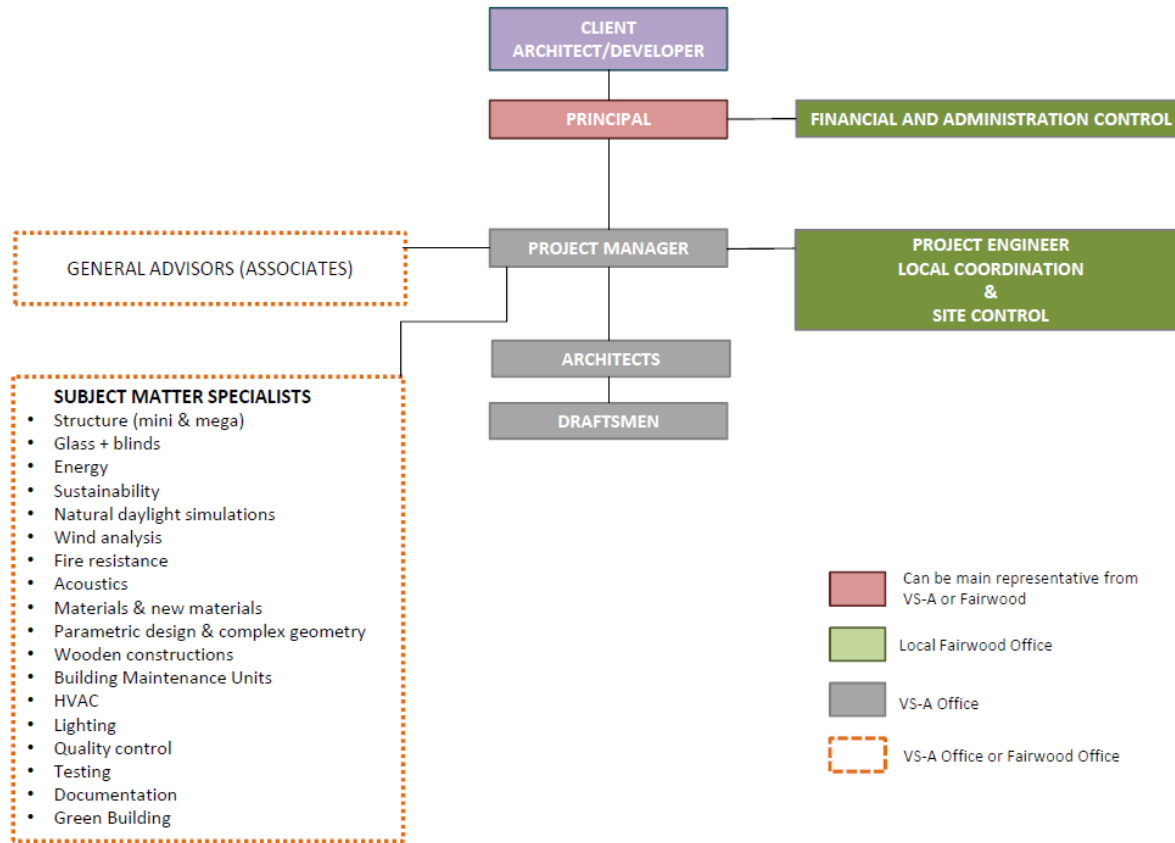 CLIENT
ARCHITECT/DEVELOPER
PRINCIPAL
FINANCIAL AND ADMINISTRATION CONTROL
GENERAL ADVISORS (ASSOCIATES)
PROJECT MANAGER
PROJECT ENGINEER
LOCAL COORDINATION
&
SITE CONTROL
ARCHITECTS
DRAFTSMEN
SUBJECT MATTER SPECIALISTS
• Structure (mini & mega)
• Glass + blinds
• Energy
• Sustainability
• Natural daylight simulations
• Wind analysis
• Fire resistance
• Acoustics
• Materials & new materials
• Parametric design & complex geometry
• Wooden constructions
• Building Maintenance Units
• HVAC
• Lighting
• Quality control
• Testing
• Documentation
• Green Building
Can be main representative from
VS-A or Fairwood
Local Fairwood Office
VS-A Office
VS-A Office or Fairwood Office